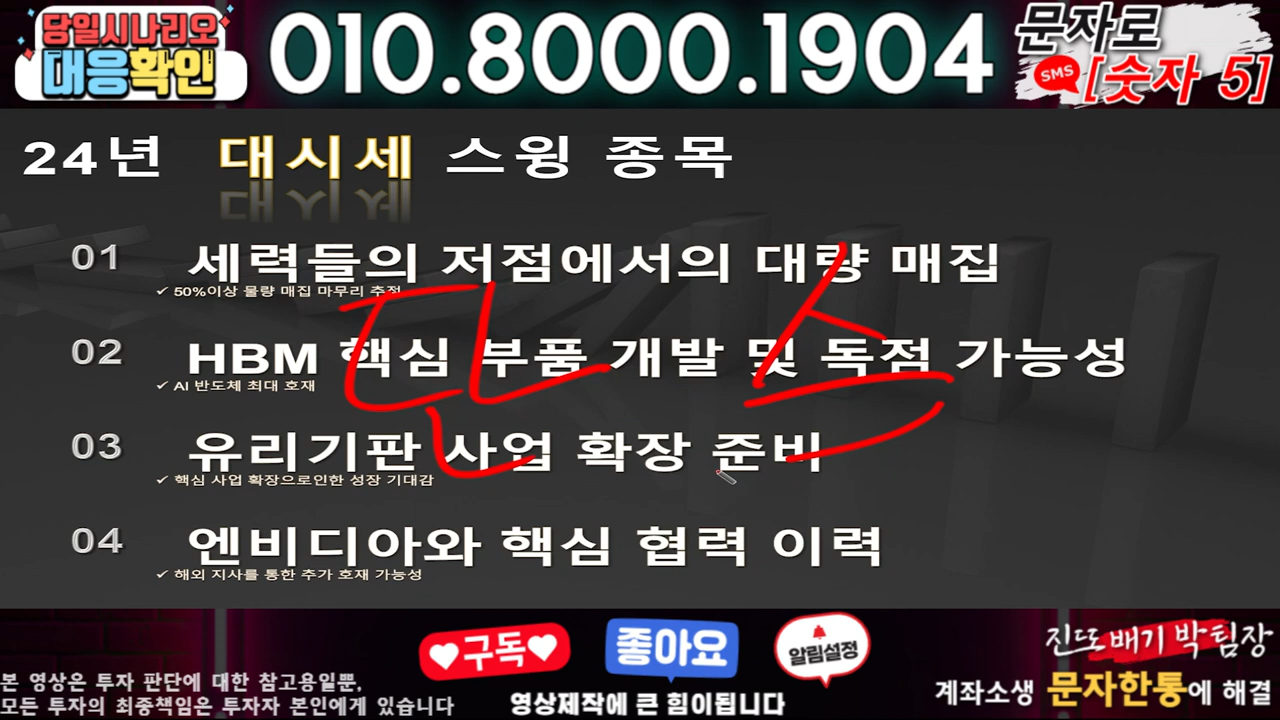 당일시나리오
대응확인
010.8000.1904
문자로
SMS
[숫자 5]
24년 대시세 스윙 종목
01 세력들의 저점에서의 대량 매집
✓ 50%이상 물량 매집 마무리 추정
02 HBM 핵심 부품 개발 및 독점 가능성
✓ AI 반도체 최대 호재
03 유리기판 사업 확장 준비
✓ 핵심 사업 확장으로인한 성장 기대감
04 엔비디아와 핵심 협력 이력
✓ 해외 지사를 통한 추가 호재 가능성
구독
좋아요
알림설정
영상제작에 큰 힘이됩니다
본 영상은 투자 판단에 대한 참고용일뿐,
모든 투자의 최종책임은 투자자 본인에게 있습니다
진또배기 박팀장
계좌소생 문자한통에 해결